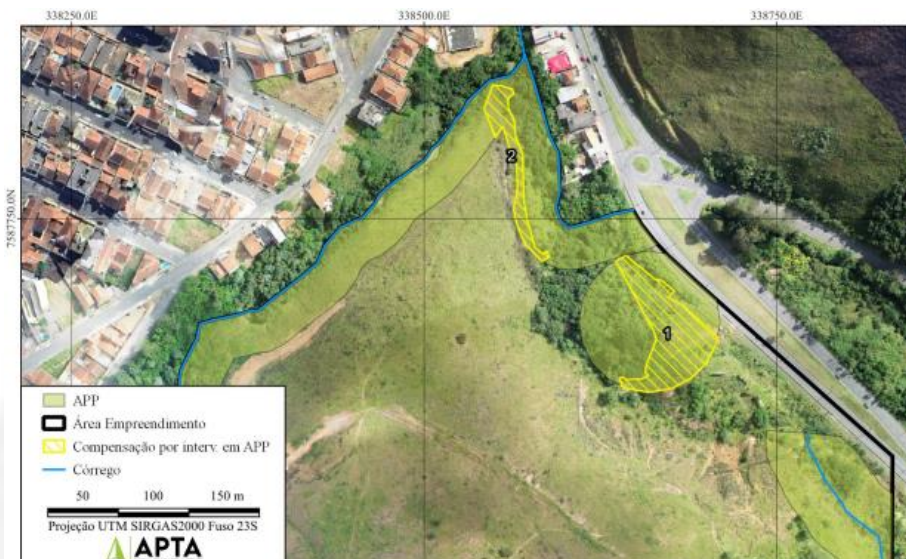 338250.0E 338500.0E 338750.0E
7587750.0N
2
1
APP
Área Empreendimento
Compensação por interv. em APP
Córrego
50 100 150 m
Projeção UTM SIRGAS2000 Fuso 23S
APTA